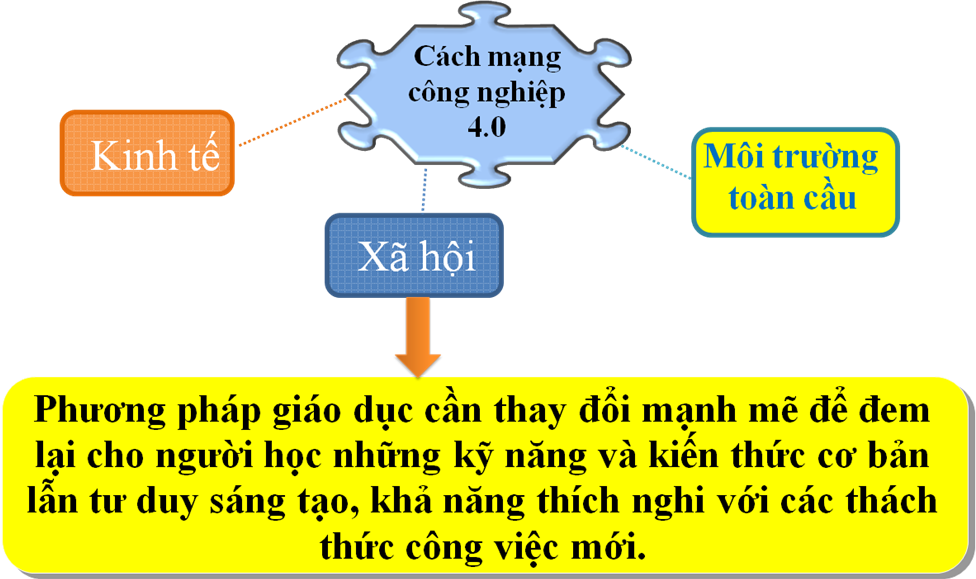 Cách mạng
công nghiệp
4.0
Kinh tế
Môi trường
toàn cầu
Xã hội
Phương pháp giáo dục cần thay đổi mạnh mẽ để đem
lại cho người học những kỹ năng và kiến thức cơ bản
lẫn tư duy sáng tạo, khả năng thích nghi với các thách
thức công việc mới.